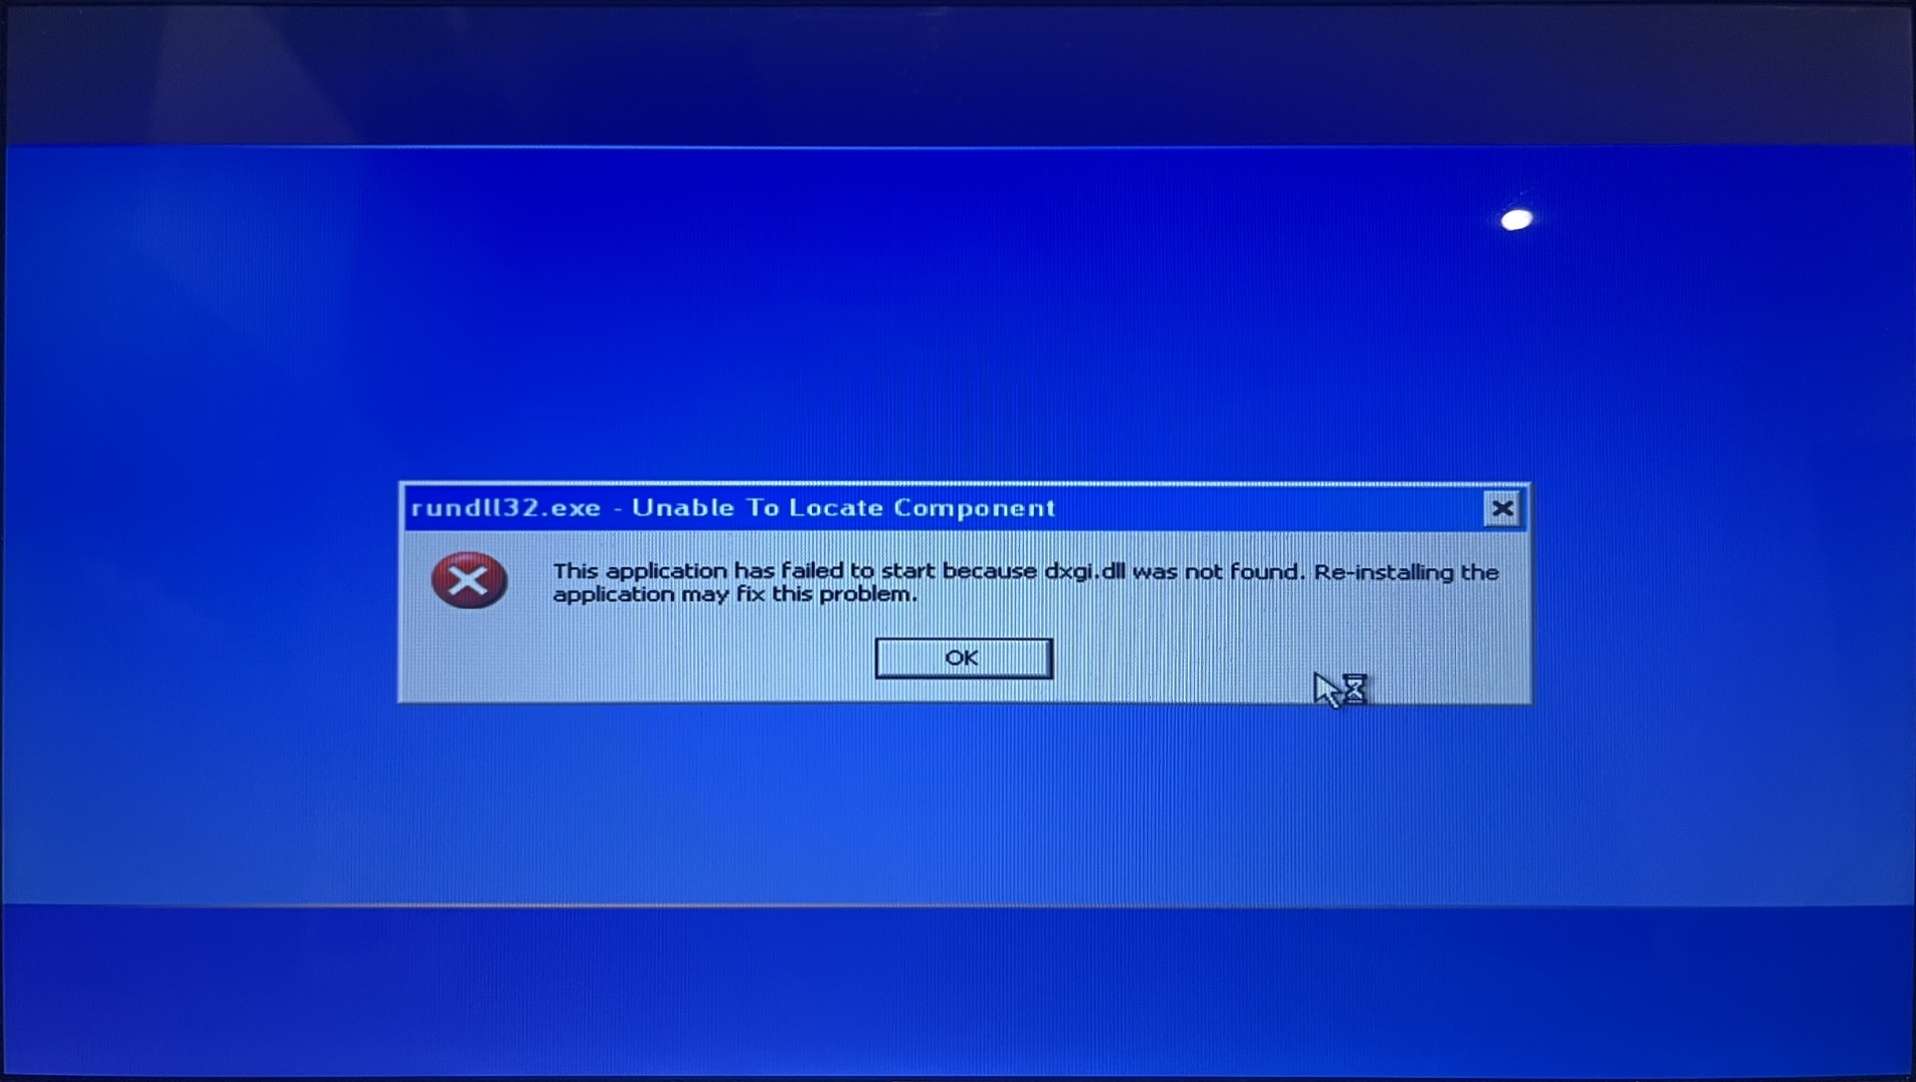 rundll32.exe - Unable To Locate Component
This application has failed to start because dxgi.dll was not found. Re-installing the
application may fix this problem.
OK